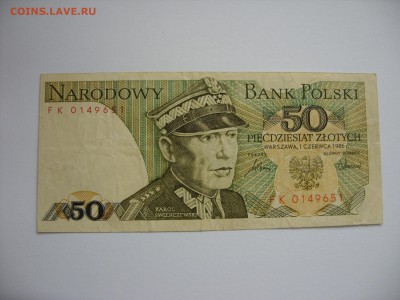 COINS.LAVE.RU
NARODOWY BANK POLSKI
FK 0149651
50
PIĘĆDZIESIĄT ZŁOTYCH
WARSZAWA, 1 CZERWCA 1986
FK 0149651
50
KAROL
ŚWIERCZEWSKI